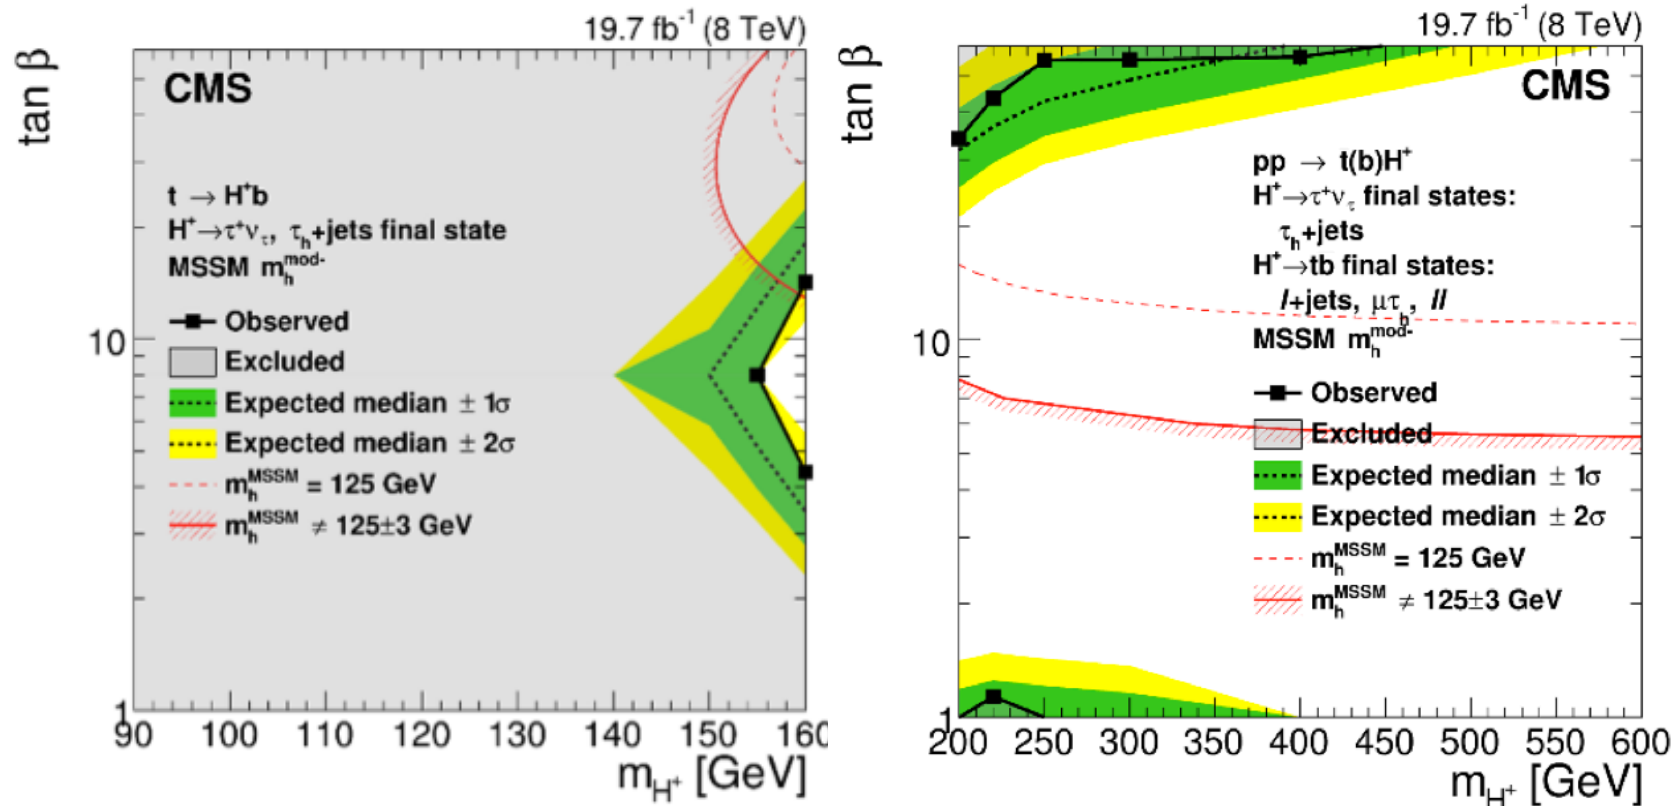 19.7 fb⁻¹ (8 TeV)
tan β
CMS
t → H⁺b
H⁺→τ⁺ν_τ, τ_h+jets final state
MSSM m_h^mod-
Observed
Excluded
Expected median ± 1σ
Expected median ± 2σ
m_h^MSSM = 125 GeV
m_h^MSSM ≠ 125±3 GeV
10
1
90 100 110 120 130 140 150 160
m_H⁺ [GeV]
19.7 fb⁻¹ (8 TeV)
tan β
CMS
pp → t(b)H⁺
H⁺→τ⁺ν_τ final states:
τ_h+jets
H⁺→tb final states:
l+jets, μτ_h, ll
MSSM m_h^mod-
Observed
Excluded
Expected median ± 1σ
Expected median ± 2σ
m_h^MSSM = 125 GeV
m_h^MSSM ≠ 125±3 GeV
10
1
200 250 300 350 400 450 500 550 600
m_H⁺ [GeV]